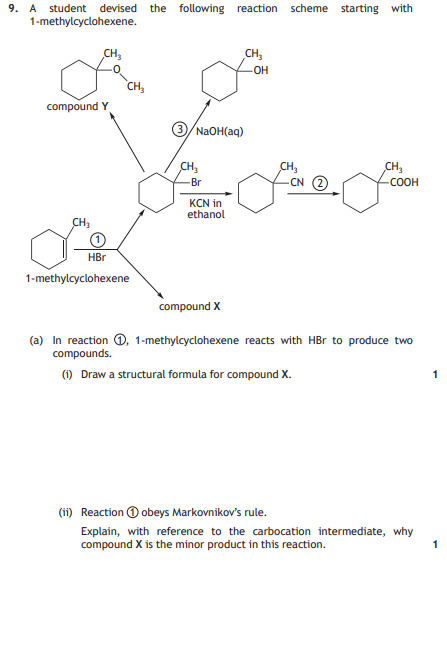 9. A student devised the following reaction scheme starting with
1-methylcyclohexene.
CH3
O
CH3
compound Y
CH3
OH
3 NaOH(aq)
CH3
Br
KCN in
ethanol
CH3
CN 2
CH3
COOH
CH3
1
HBr
1-methylcyclohexene
compound X
(a) In reaction ①, 1-methylcyclohexene reacts with HBr to produce two
compounds.
(i) Draw a structural formula for compound X. 1
(ii) Reaction ① obeys Markovnikov's rule.
Explain, with reference to the carbocation intermediate, why
compound X is the minor product in this reaction. 1